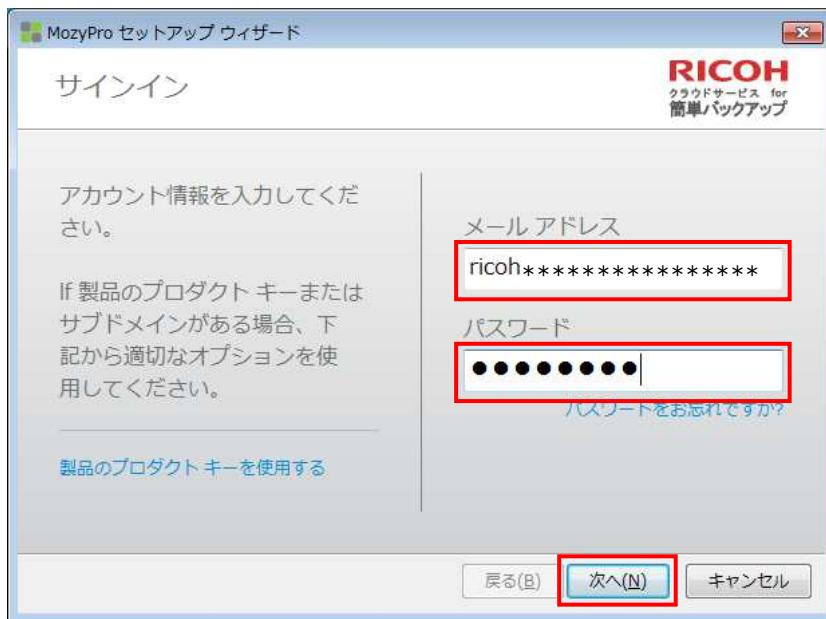 MozyPro セットアップ ウィザード
サインイン
RICOH
クラウドサービス for
簡単バックアップ
アカウント情報を入力してくだ
さい。
If 製品のプロダクト キーまたは
サブドメインがある場合、下
記から適切なオプションを使
用してください。
製品のプロダクト キーを使用する
メール アドレス
ricoh****************
パスワード
●●●●●●●●
パスワードをお忘れですか?
戻る(B)
次へ(N)
キャンセル